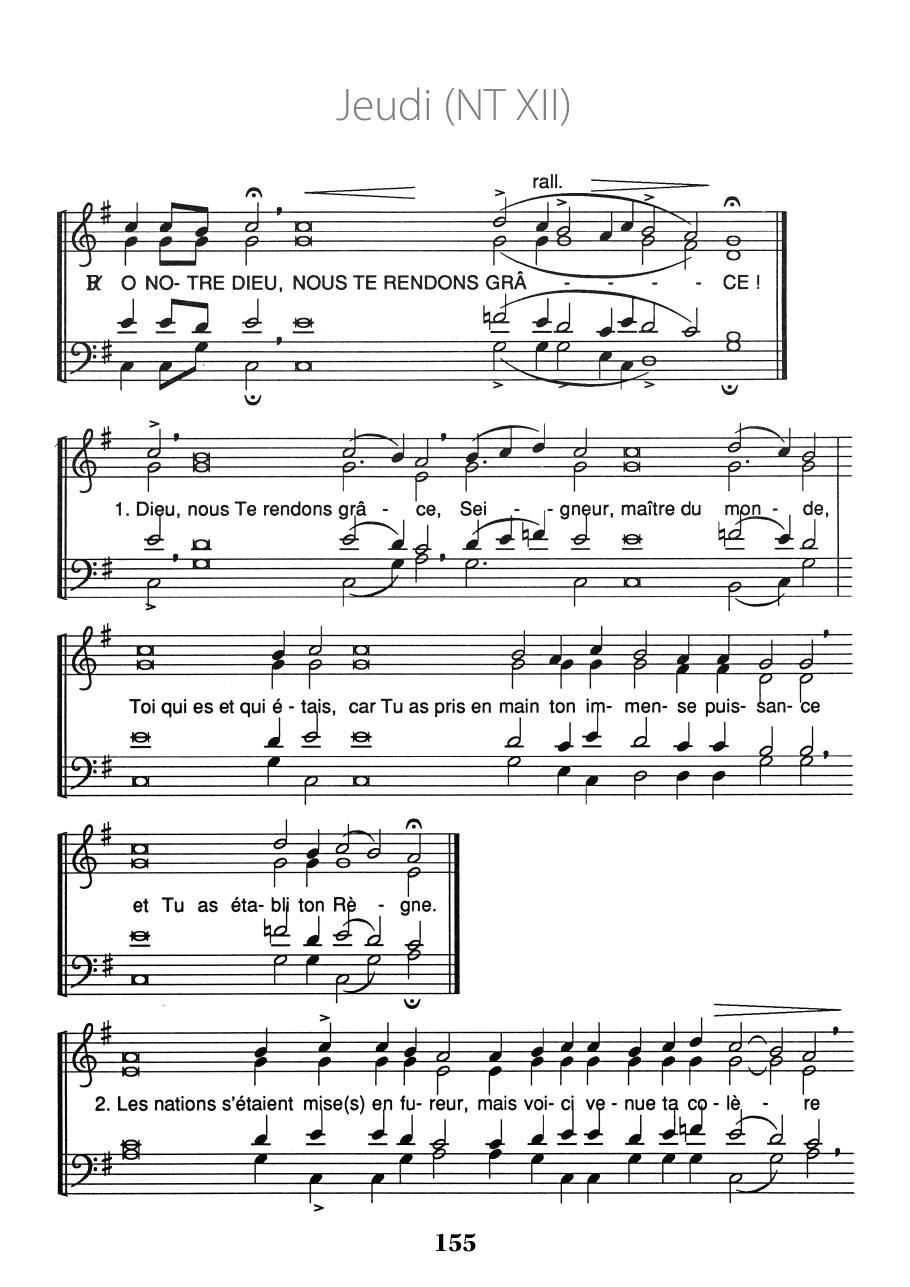 Jeudi (NT XII)
rall.
℟ O NO- TRE DIEU, NOUS TE RENDONS GRÂ - - - - CE !
1. Dieu, nous Te rendons grâ - ce, Sei - - gneur, maître du mon - de,
Toi qui es et qui é - tais, car Tu as pris en main ton im- men- se puis- san- ce
et Tu as éta- bli ton Rè - gne.
2. Les nations s'étaient mise(s) en fu- reur, mais voi- ci ve- nue ta co - lè - re
155